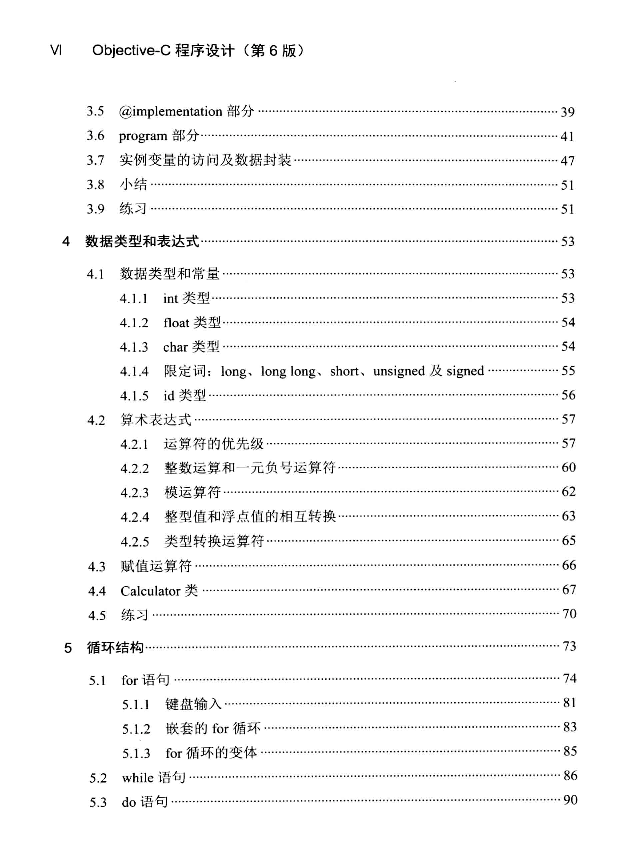 VI Objective-C 程序设计（第 6 版）
3.5 @implementation 部分 39
3.6 program 部分 41
3.7 实例变量的访问及数据封装 47
3.8 小结 51
3.9 练习 51
4 数据类型和表达式 53
4.1 数据类型和常量 53
4.1.1 int 类型 53
4.1.2 float 类型 54
4.1.3 char 类型 54
4.1.4 限定词：long、long long、short、unsigned 及 signed 55
4.1.5 id 类型 56
4.2 算术表达式 57
4.2.1 运算符的优先级 57
4.2.2 整数运算和一元负号运算符 60
4.2.3 模运算符 62
4.2.4 整型值和浮点值的相互转换 63
4.2.5 类型转换运算符 65
4.3 赋值运算符 66
4.4 Calculator 类 67
4.5 练习 70
5 循环结构 73
5.1 for 语句 74
5.1.1 键盘输入 81
5.1.2 嵌套的 for 循环 83
5.1.3 for 循环的变体 85
5.2 while 语句 86
5.3 do 语句 90